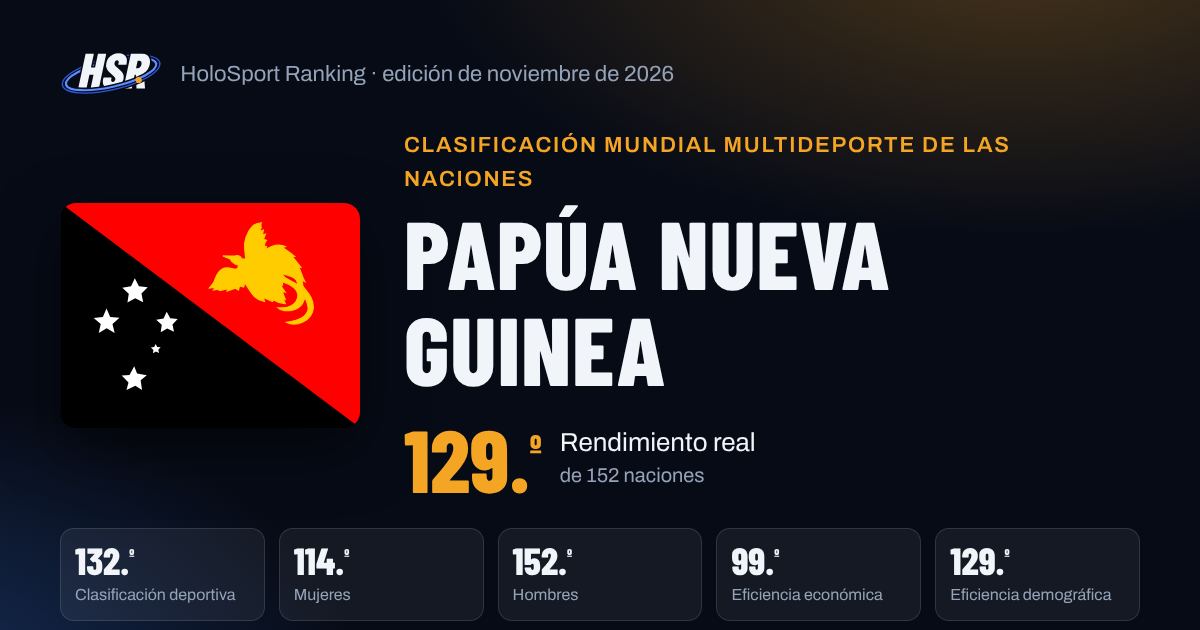 HSR
HoloSport Ranking · edición de noviembre de 2026
CLASIFICACIÓN MUNDIAL MULTIDEPORTE DE LAS
NACIONES
PAPÚA NUEVA
GUINEA
129.º
Rendimiento real
de 152 naciones
132.º
Clasificación deportiva
114.º
Mujeres
152.º
Hombres
99.º
Eficiencia económica
129.º
Eficiencia demográfica